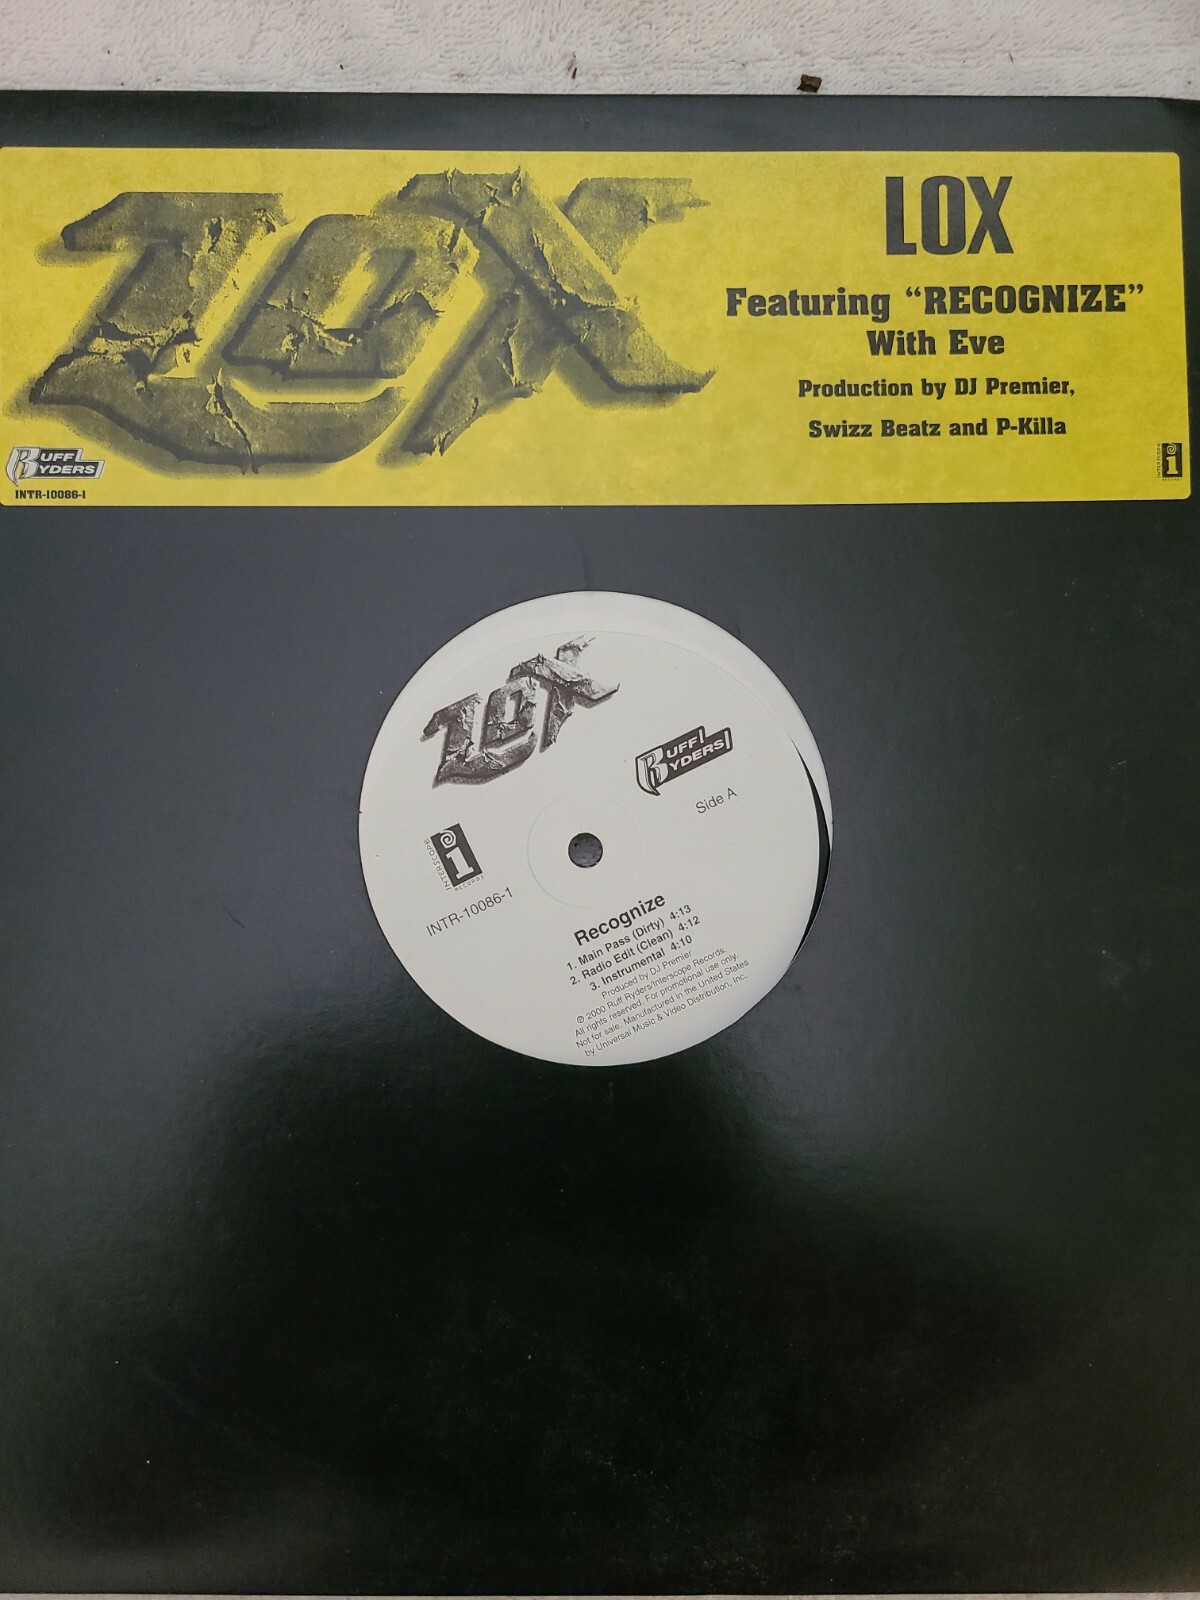 LOX
LOX
Featuring “RECOGNIZE”
With Eve
Production by DJ Premier,
Swizz Beatz and P-Killa
RUFF
RYDERS
INTR-10086-1
INTERSCOPE
RECORDS
LOX
RUFF
RYDERS
Side A
INTERSCOPE
RECORDS
INTR-10086-1
Recognize
1. Main Pass (Dirty) 4:13
2. Radio Edit (Clean) 4:12
3. Instrumental 4:10
Produced by DJ Premier
℗ 2000 Ruff Ryders/Interscope Records.
All rights reserved. For promotional use only.
Not for sale. Manufactured in the United States
by Universal Music & Video Distribution, Inc.